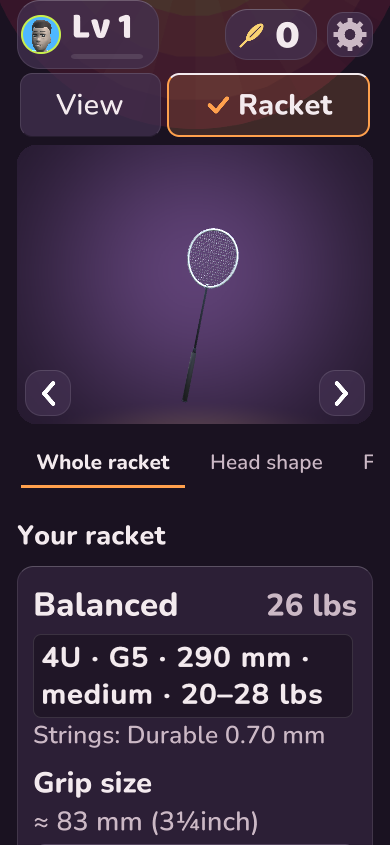 Lv 1
0
View
Racket
Whole racket
Head shape
F
Your racket
Balanced
26 lbs
4U · G5 · 290 mm ·
medium · 20–28 lbs
Strings: Durable 0.70 mm
Grip size
≈ 83 mm (3¼inch)